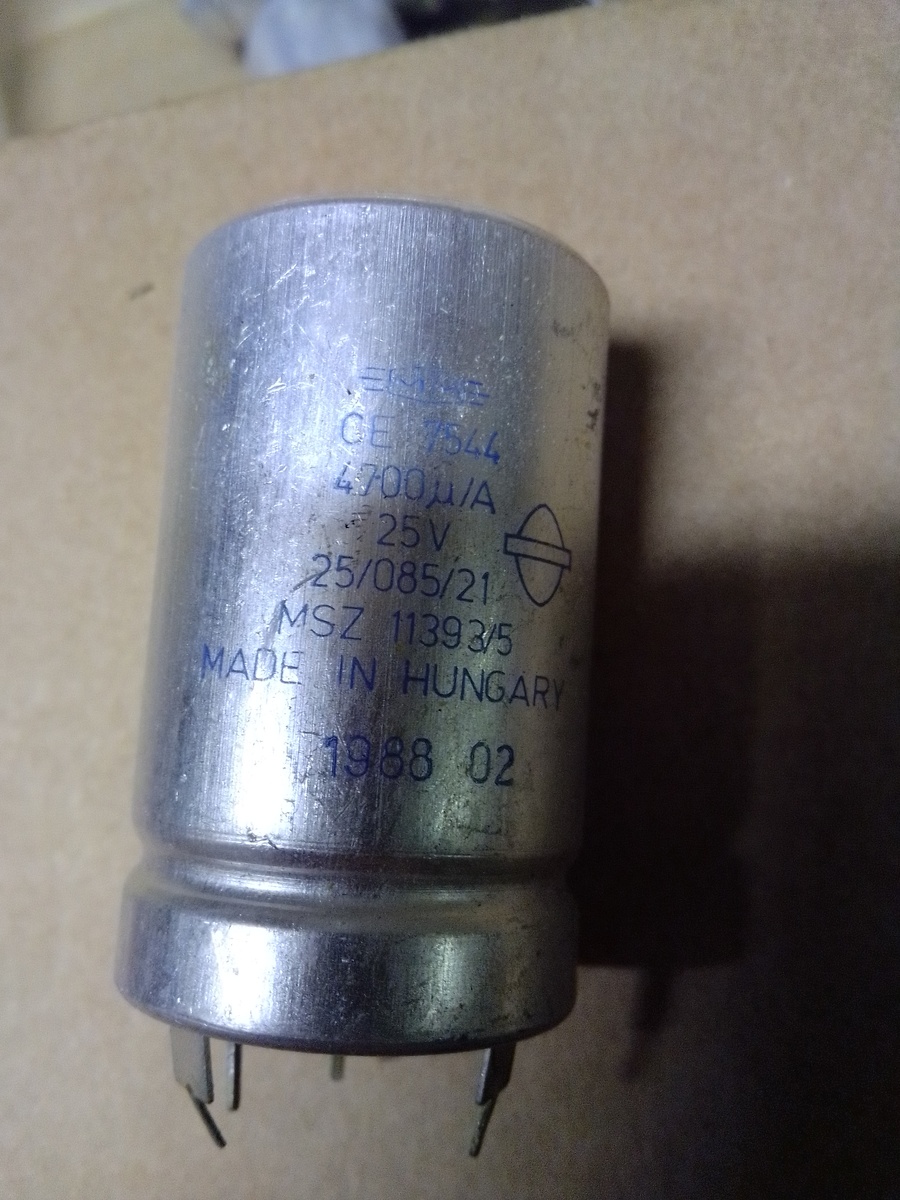 CE 7544
4700µ/A
25V
25/085/21
MSZ 11393/5
MADE IN HUNGARY
1988 02